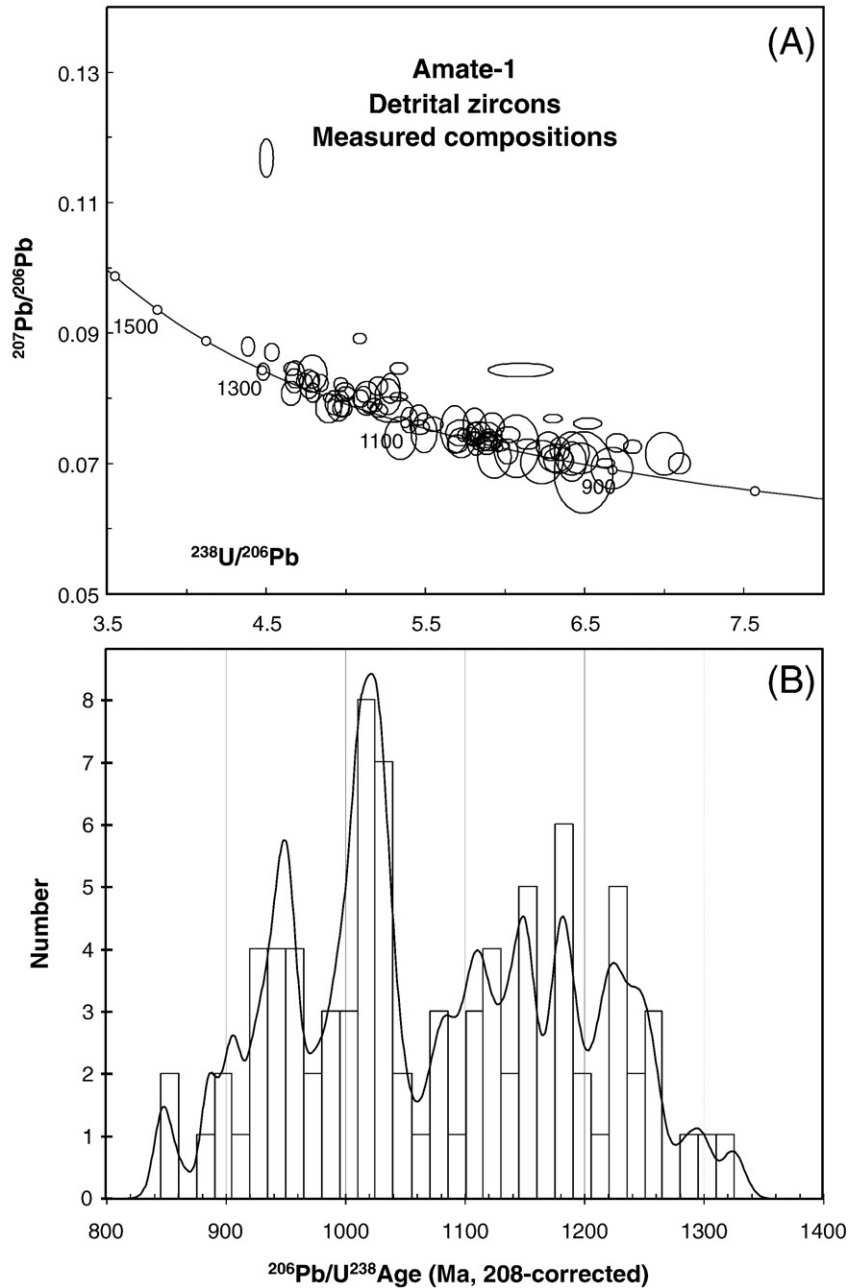 (A)
Amate-1
Detrital zircons
Measured compositions
0.13
0.11
0.09
0.07
0.05
²⁰⁷Pb/²⁰⁶Pb
1500
1300
1100
900
²³⁸U/²⁰⁶Pb
3.5 4.5 5.5 6.5 7.5
(B)
8
7
6
5
4
3
2
1
0
Number
800 900 1000 1100 1200 1300 1400
²⁰⁶Pb/U²³⁸Age (Ma, 208-corrected)